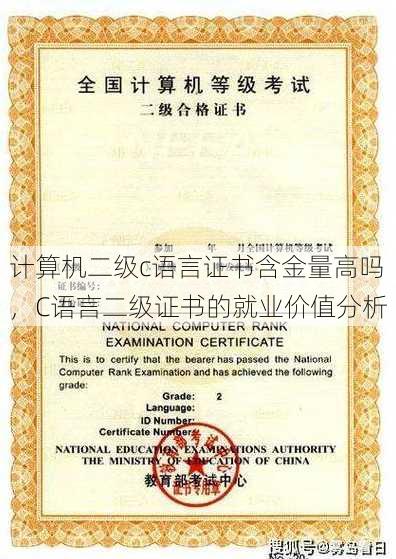 全国计算机等级考试
二级合格证书
参加 年 月全国计算机等级考试
计算机二级c语言证书含金量高吗
，C语言二级证书的就业价值分析
证书编号：
NATIONAL COMPUTER RANK
EXAMINATION CERTIFICATE
This is to certify that the bearer has passed the National
Computer Rank Examination and has achieved the following
grade:
Grade: 2
Language:
ID Number:
Certificate Number:
NATIONAL EDUCATION EXAMINATIONS AUTHORITY
THE MINISTRY OF EDUCATION OF CHINA
教育部考试中心
证书专用章
搜狐号@雾岛春日